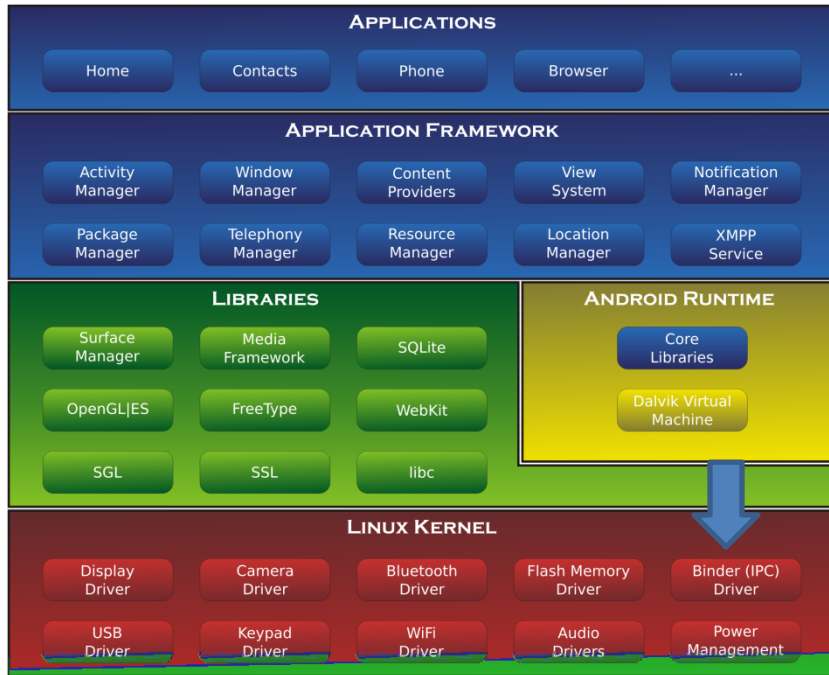 APPLICATIONS
Home
Contacts
Phone
Browser
...
APPLICATION FRAMEWORK
Activity
Manager
Window
Manager
Content
Providers
View
System
Notification
Manager
Package
Manager
Telephony
Manager
Resource
Manager
Location
Manager
XMPP
Service
LIBRARIES
Surface
Manager
Media
Framework
SQLite
OpenGL|ES
FreeType
WebKit
SGL
SSL
libc
ANDROID RUNTIME
Core
Libraries
Dalvik Virtual
Machine
LINUX KERNEL
Display
Driver
Camera
Driver
Bluetooth
Driver
Flash Memory
Driver
Binder (IPC)
Driver
USB
Driver
Keypad
Driver
WiFi
Driver
Audio
Drivers
Power
Management